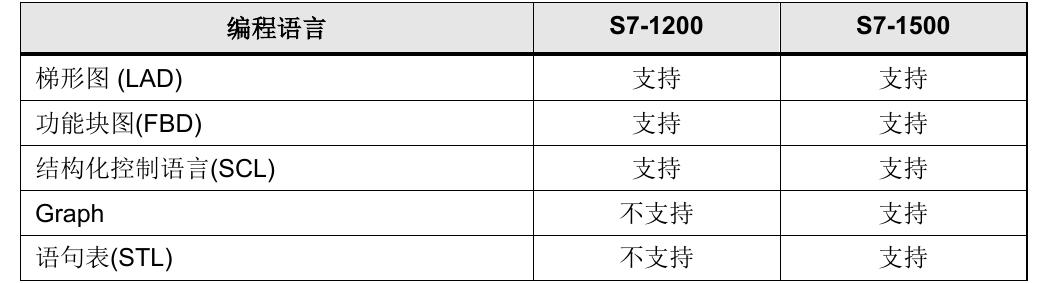 编程语言 S7-1200 S7-1500
梯形图 (LAD) 支持 支持
功能块图(FBD) 支持 支持
结构化控制语言(SCL) 支持 支持
Graph 不支持 支持
语句表(STL) 不支持 支持